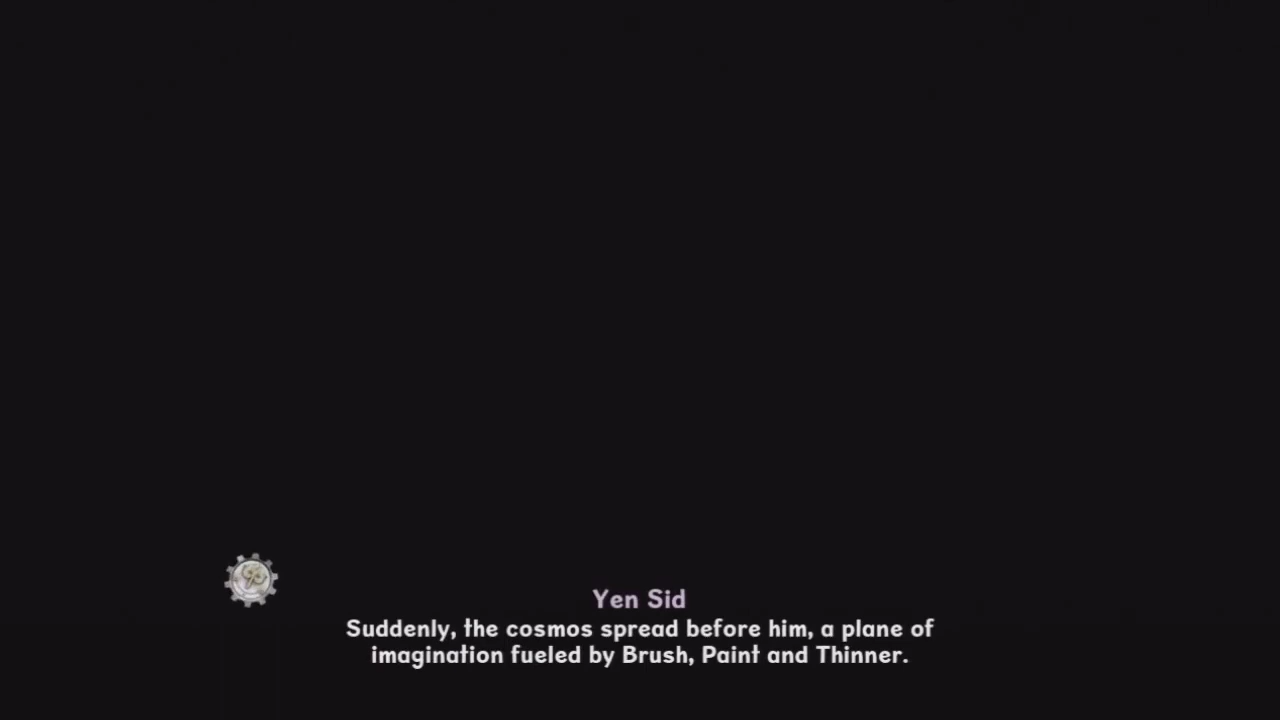 Yen Sid
Suddenly, the cosmos spread before him, a plane of
imagination fueled by Brush, Paint and Thinner.